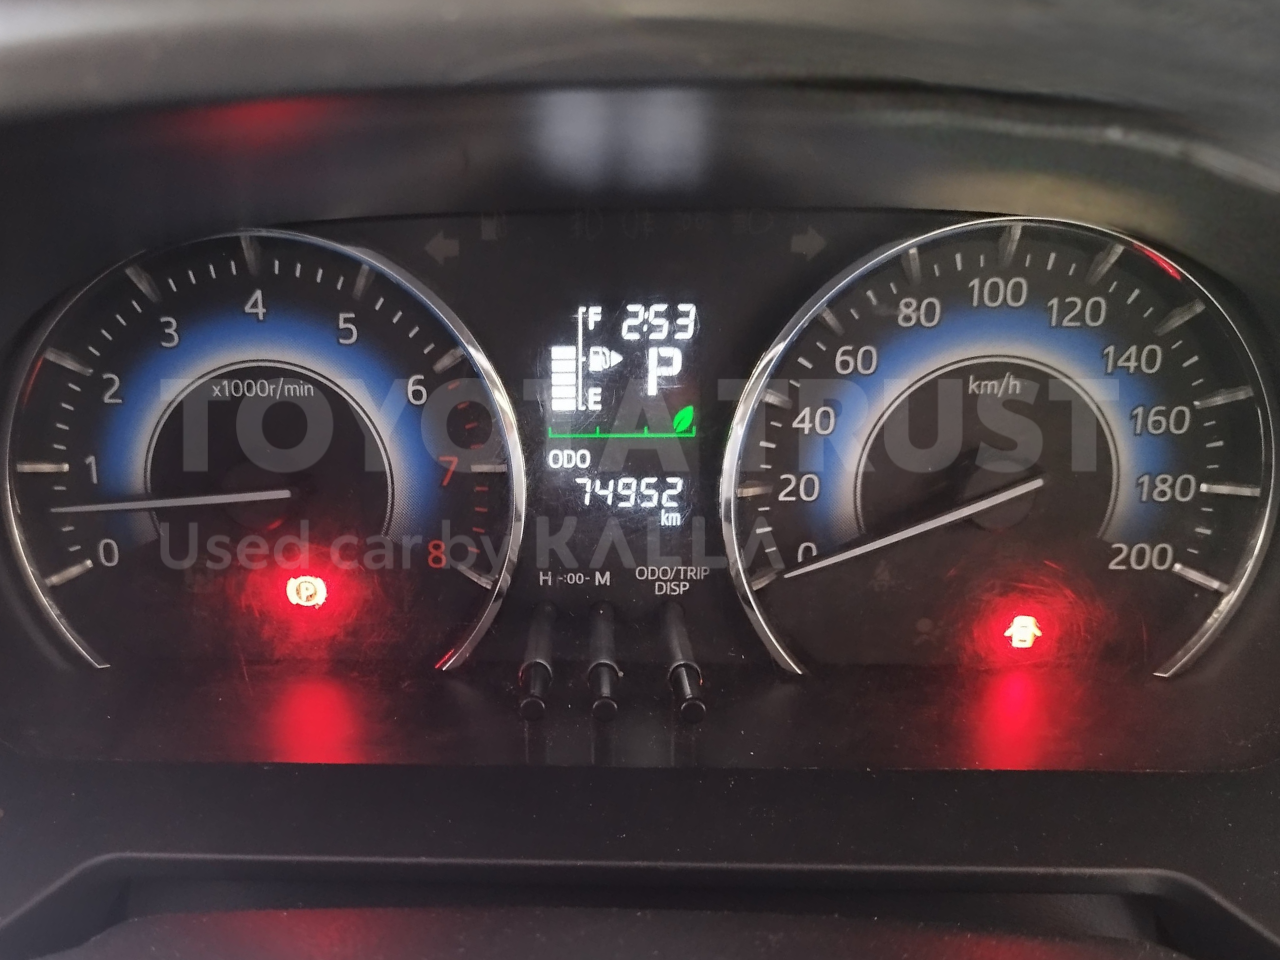 4
3
5
2
6
x1000r/min
1
7
0
8
P
F
2:53
P
E
ODO
74952
km
H -:00- M
ODO/TRIP
DISP
100
80
120
60
140
km/h
40
160
20
180
0
200
TOYOTA TRUST
Used car by KALLA